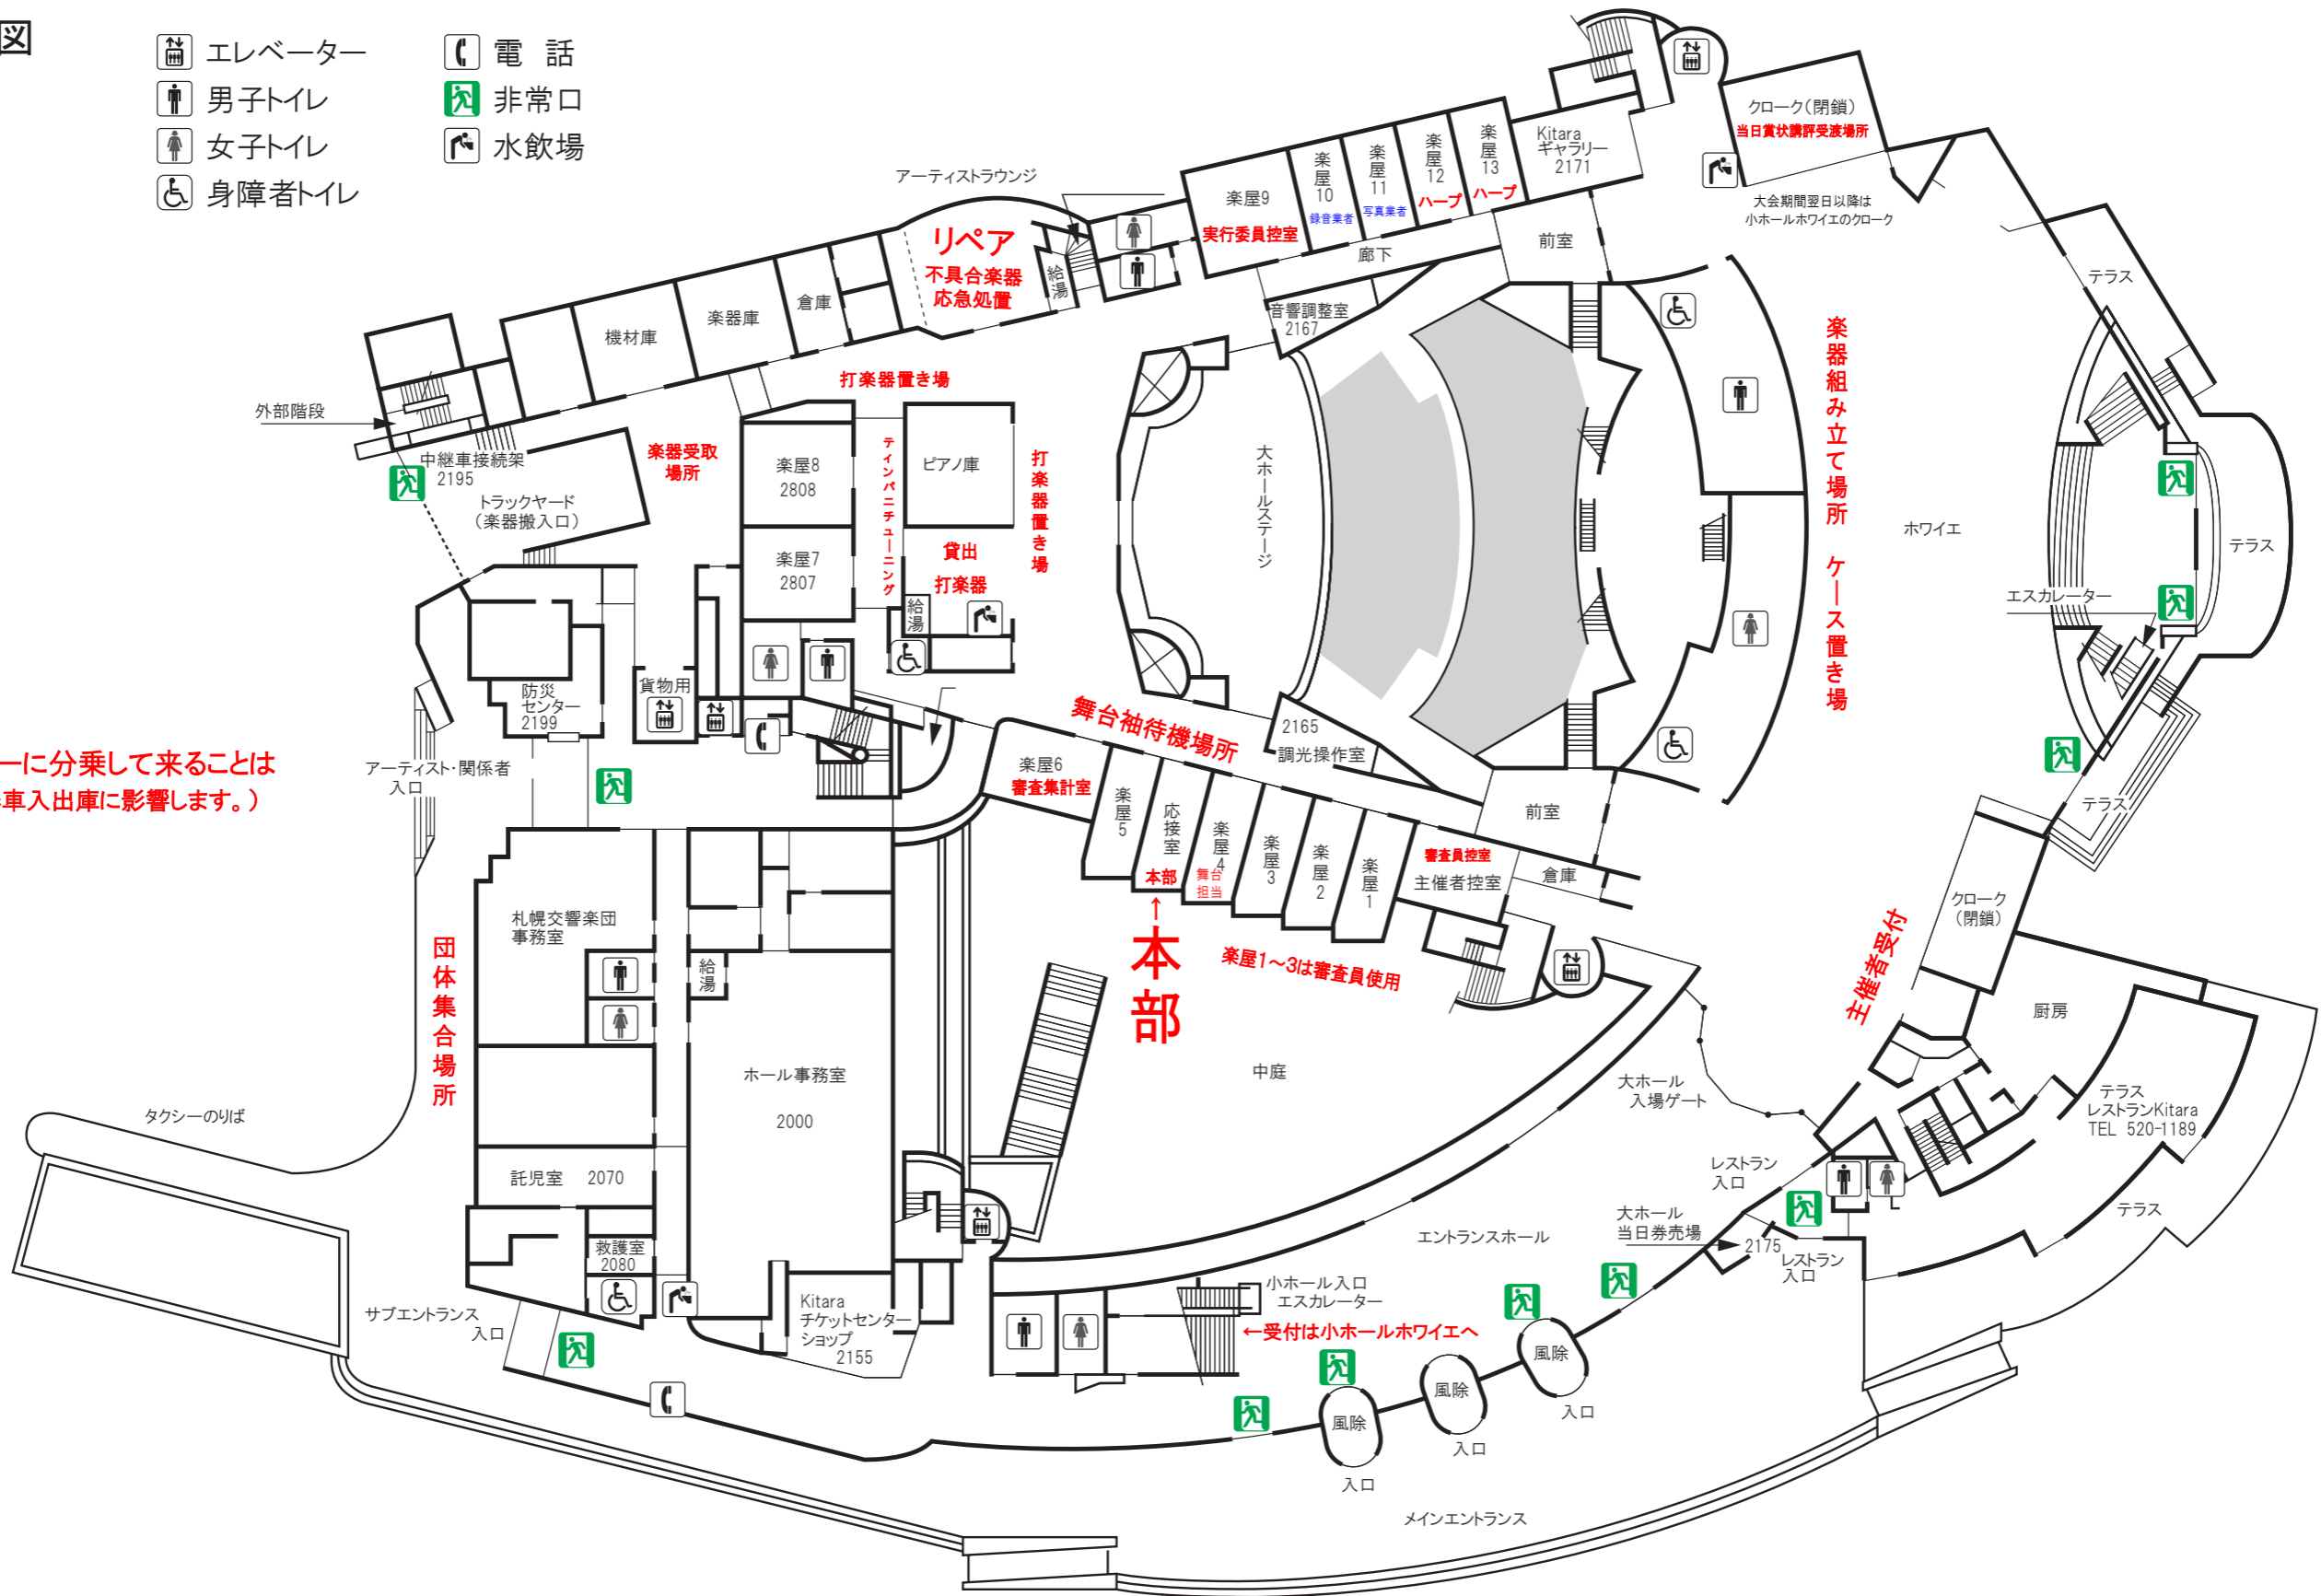 図
エレベーター
男子トイレ
女子トイレ
身障者トイレ
電 話
非常口
水飲場
クローク(閉鎖)
当日賞状講評受渡場所
大会期間翌日以降は
小ホールホワイエのクローク
アーティストラウンジ
Kitara
ギャラリー
2171
楽屋13
ハープ
楽屋12
ハープ
楽屋11
写真業者
楽屋10
録音業者
楽屋9
実行委員控室
廊下
前室
リペア
不具合楽器
応急処置
給湯
倉庫
楽器庫
機材庫
音響調整室
2167
テラス
外部階段
中継車接続架
2195
トラックヤード
(楽器搬入口)
打楽器置き場
楽器受取
場所
楽屋8
2808
楽屋7
2807
ティンパニチューニング
ピアノ庫
打楽器置き場
貸出
打楽器
給湯
大ホールステージ
楽器組み立て場所 ケース置き場
ホワイエ
テラス
エスカレーター
防災
センター
2199
貨物用
ーに分乗して来ることは
車入出庫に影響します。)
アーティスト・関係者
入口
舞台袖待機場所
2165
調光操作室
楽屋6
審査集計室
楽屋5
応接室
本部
楽屋4
舞台
担当
楽屋3
楽屋2
楽屋1
審査員控室
主催者控室
前室
倉庫
テラス
クローク
(閉鎖)
↑
本部
楽屋1~3は審査員使用
主催者受付
札幌交響楽団
事務室
団体集合場所
給湯
ホール事務室
2000
中庭
大ホール
入場ゲート
厨房
テラス
レストランKitara
TEL 520-1189
タクシーのりば
託児室 2070
救護室
2080
レストラン
入口
大ホール
当日券売場
2175
レストラン
入口
テラス
エントランスホール
サブエントランス
入口
Kitara
チケットセンター
ショップ
2155
小ホール入口
エスカレーター
←受付は小ホールホワイエへ
風除
風除
風除
入口
入口
入口
メインエントランス